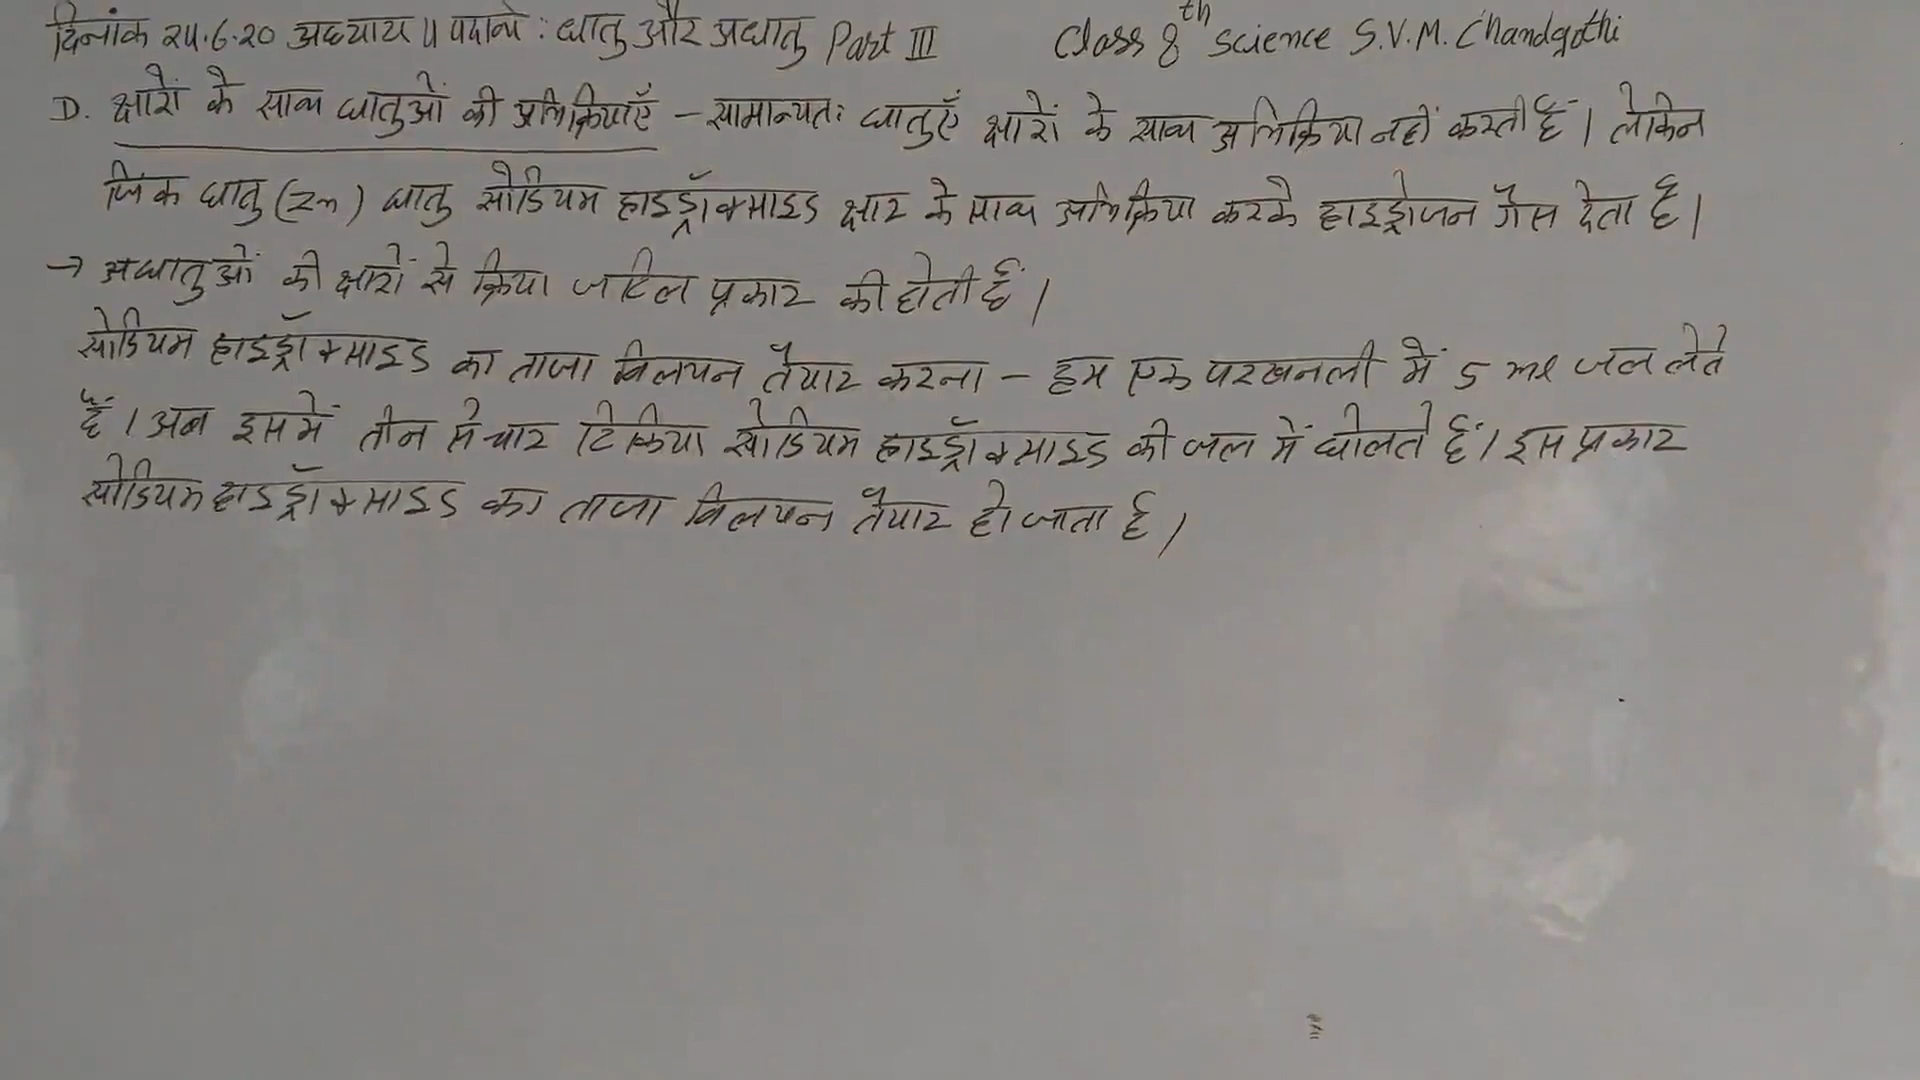 दिनांक 24.6.20 अध्याय 4 पदार्थ : धातु और अधातु Part III Class 8th Science S.V.M. Chandgothi
D. क्षारों के साथ धातुओं की अभिक्रियाएँ – सामान्यतः धातुएँ क्षारों के साथ अभिक्रिया नहीं करती हैं। लेकिन
जिंक धातु (Zn) धातु सोडियम हाइड्रॉक्साइड क्षार के साथ अभिक्रिया करके हाइड्रोजन गैस देता है।
→ अधातुओं की क्षारों से क्रिया जटिल प्रकार की होती हैं।
सोडियम हाइड्रॉक्साइड का ताजा विलयन तैयार करना – हम एक परखनली में 5 ml जल लेते
हैं। अब इसमें तीन से चार टिकिया सोडियम हाइड्रॉक्साइड की जल में घोलते हैं। इस प्रकार
सोडियम हाइड्रॉक्साइड का ताजा विलयन तैयार हो जाता है।